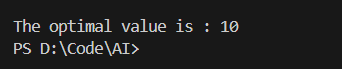 The optimal value is : 10
PS D:\Code\AI>